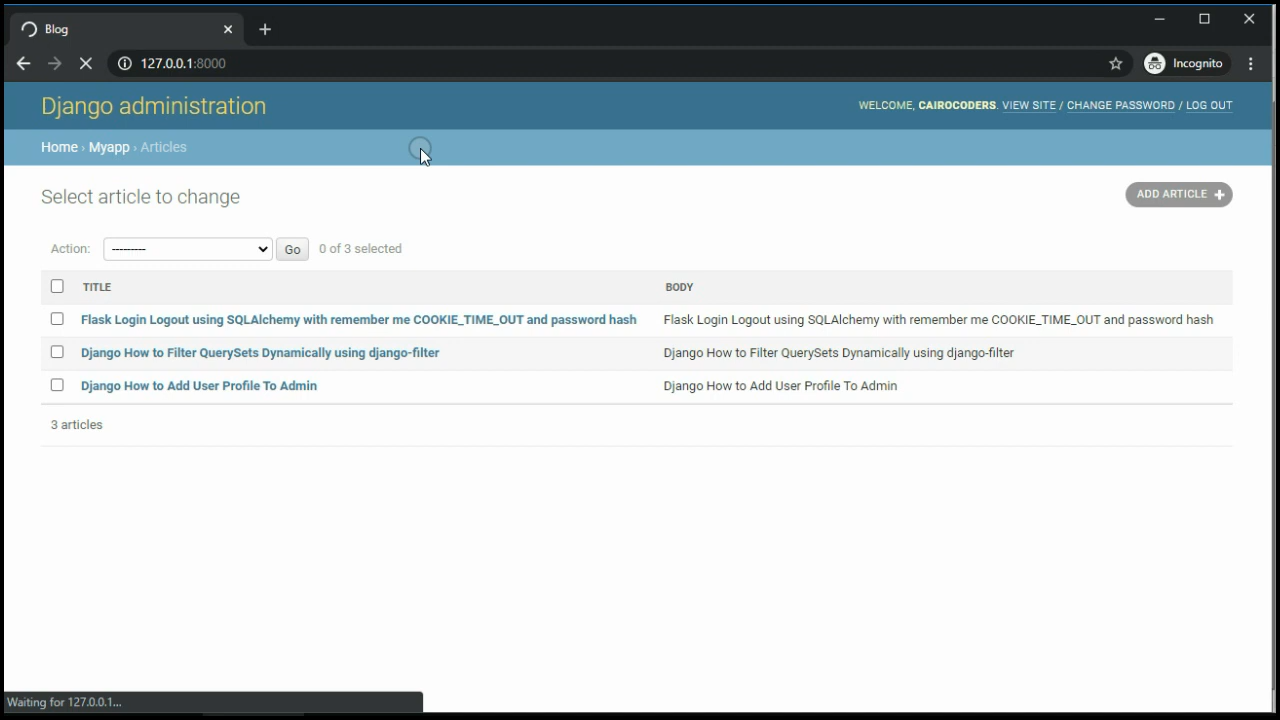 Blog
127.0.0.1:8000
Incognito
Django administration
WELCOME, CAIROCODERS. VIEW SITE / CHANGE PASSWORD / LOG OUT
Home › Myapp › Articles
Select article to change
ADD ARTICLE +
Action: --------- Go 0 of 3 selected
TITLE BODY
Flask Login Logout using SQLAlchemy with remember me COOKIE_TIME_OUT and password hash Flask Login Logout using SQLAlchemy with remember me COOKIE_TIME_OUT and password hash
Django How to Filter QuerySets Dynamically using django-filter Django How to Filter QuerySets Dynamically using django-filter
Django How to Add User Profile To Admin Django How to Add User Profile To Admin
3 articles
Waiting for 127.0.0.1...